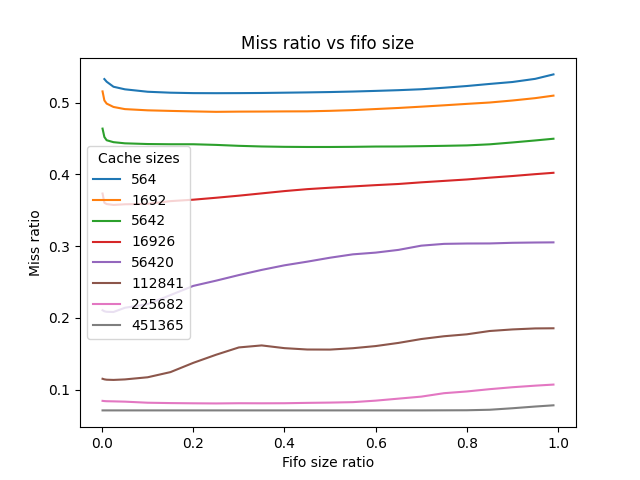 Miss ratio vs fifo size
0.5
0.4
0.3
0.2
0.1
Miss ratio
Cache sizes
564
1692
5642
16926
56420
112841
225682
451365
0.0 0.2 0.4 0.6 0.8 1.0
Fifo size ratio